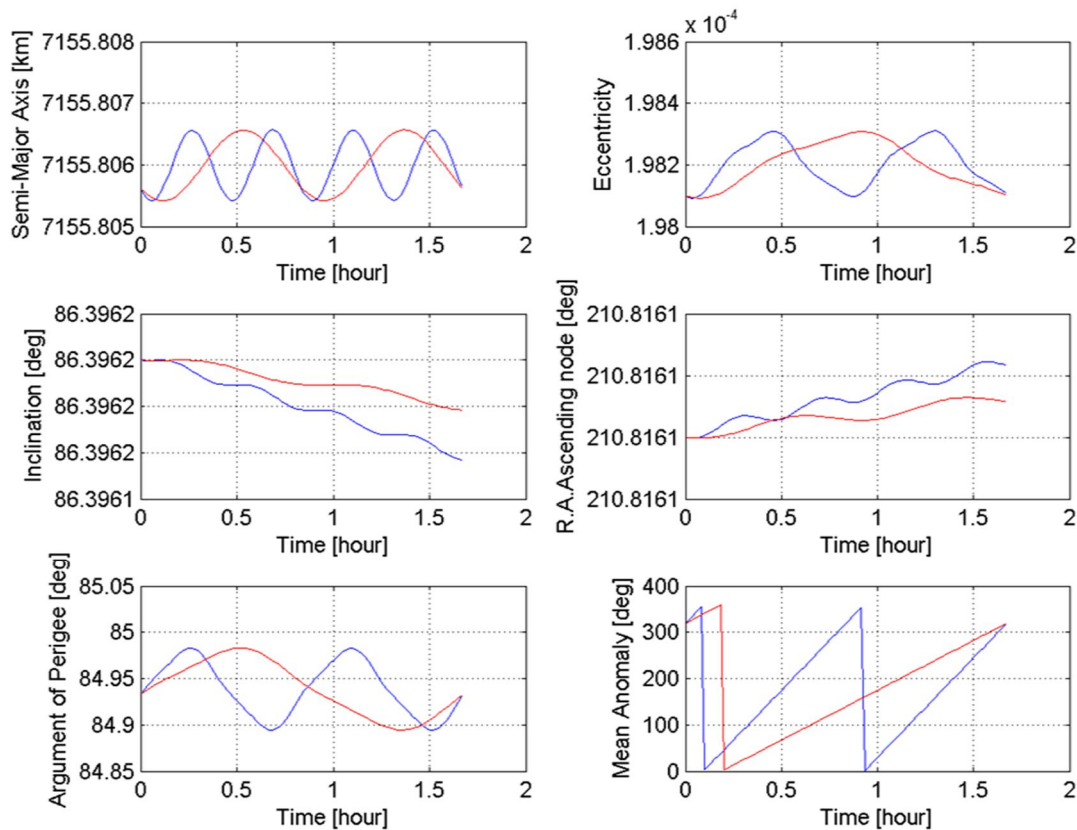 Semi-Major Axis [km]
7155.808
7155.807
7155.806
7155.805
0 0.5 1 1.5 2
Time [hour]
x 10-4
Eccentricity
1.986
1.984
1.982
1.98
0 0.5 1 1.5 2
Time [hour]
Inclination [deg]
86.3962
86.3962
86.3962
86.3962
86.3961
0 0.5 1 1.5 2
Time [hour]
R.A.Ascending node [deg]
210.8161
210.8161
210.8161
210.8161
0 0.5 1 1.5 2
Time [hour]
Argument of Perigee [deg]
85.05
85
84.95
84.9
84.85
0 0.5 1 1.5 2
Time [hour]
Mean Anomaly [deg]
400
300
200
100
0
0 0.5 1 1.5 2
Time [hour]